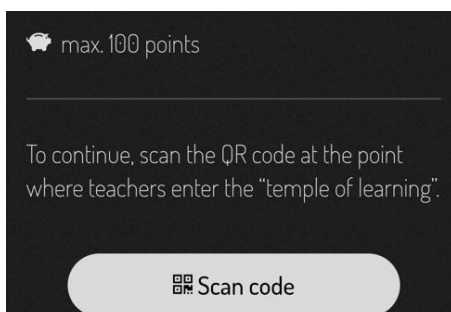 max. 100 points
To continue, scan the QR code at the point
where teachers enter the “temple of learning”.
Scan code